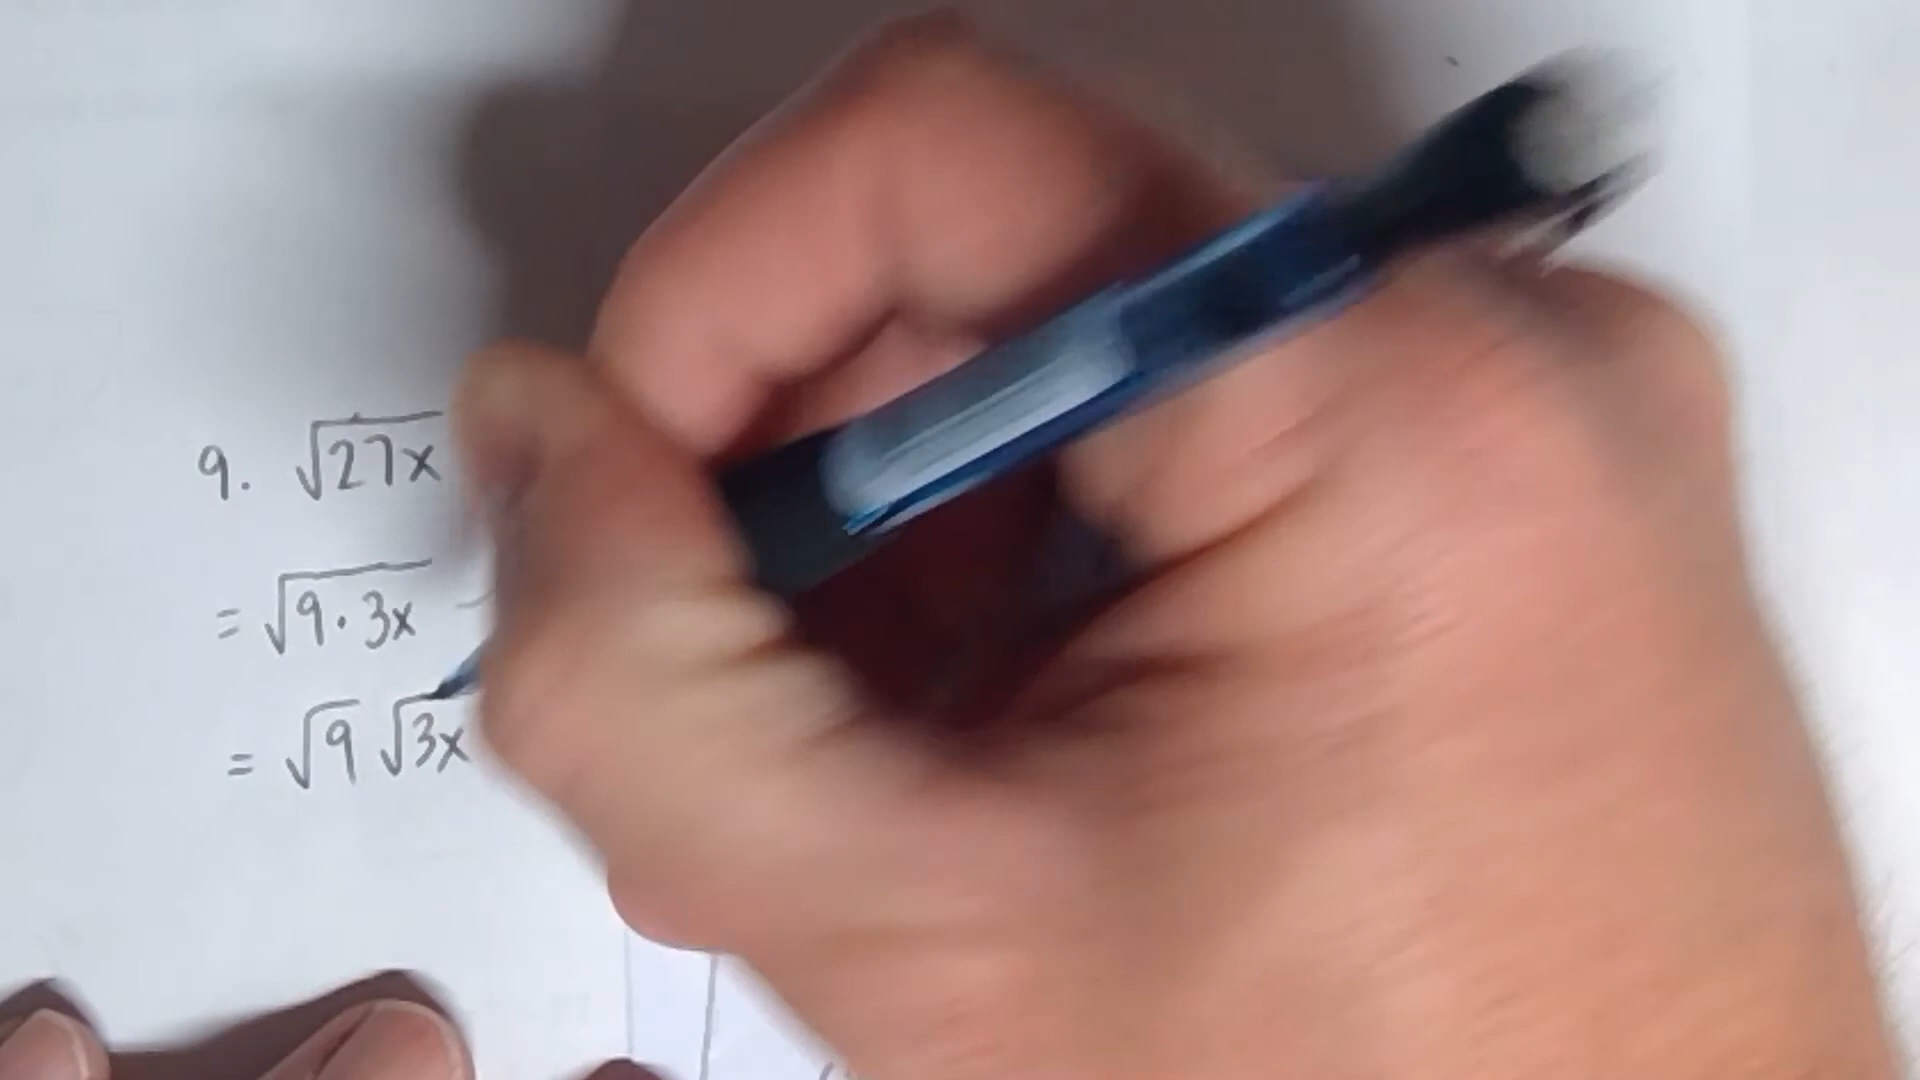 9. √27x
= √9·3x
= √9 √3x